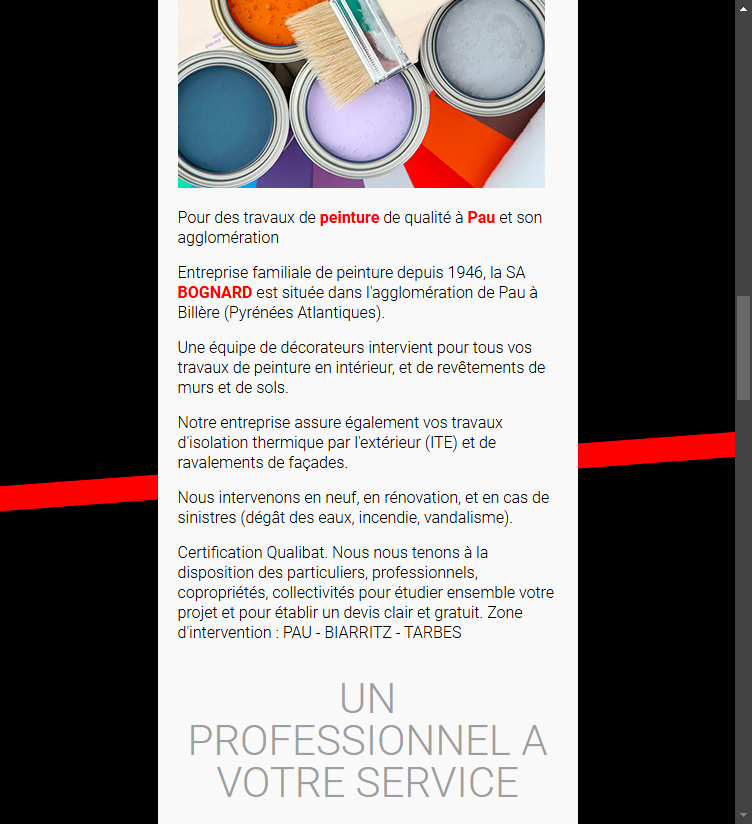 Pour des travaux de peinture de qualité à Pau et son
agglomération
Entreprise familiale de peinture depuis 1946, la SA
BOGNARD est située dans l'agglomération de Pau à
Billère (Pyrénées Atlantiques).
Une équipe de décorateurs intervient pour tous vos
travaux de peinture en intérieur, et de revêtements de
murs et de sols.
Notre entreprise assure également vos travaux
d'isolation thermique par l'extérieur (ITE) et de
ravalements de façades.
Nous intervenons en neuf, en rénovation, et en cas de
sinistres (dégât des eaux, incendie, vandalisme).
Certification Qualibat. Nous nous tenons à la
disposition des particuliers, professionnels,
copropriétés, collectivités pour étudier ensemble votre
projet et pour établir un devis clair et gratuit. Zone
d'intervention : PAU - BIARRITZ - TARBES
UN
PROFESSIONNEL A
VOTRE SERVICE